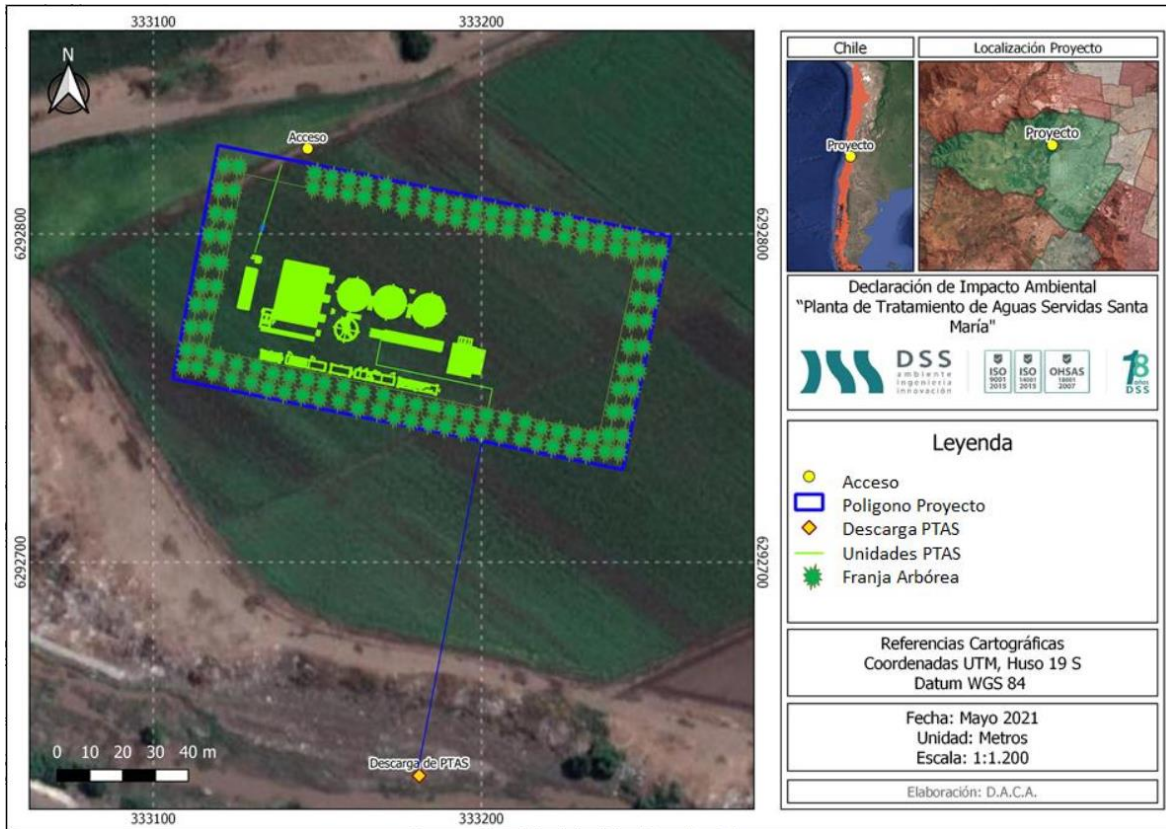 333100
333200
N
Acceso
6292800
6292800
6292700
6292700
0 10 20 30 40 m
Descarga de PTAS
333100
333200
Chile
Localización Proyecto
Proyecto
Proyecto
Declaración de Impacto Ambiental
“Planta de Tratamiento de Aguas Servidas Santa
María"
DSS
ambiente
ingeniería
innovación
ISO
9001
2015
ISO
14001
2015
OHSAS
18001
2007
18
años
DSS
Leyenda
Acceso
Poligono Proyecto
Descarga PTAS
Unidades PTAS
Franja Arbórea
Referencias Cartográficas
Coordenadas UTM, Huso 19 S
Datum WGS 84
Fecha: Mayo 2021
Unidad: Metros
Escala: 1:1.200
Elaboración: D.A.C.A.